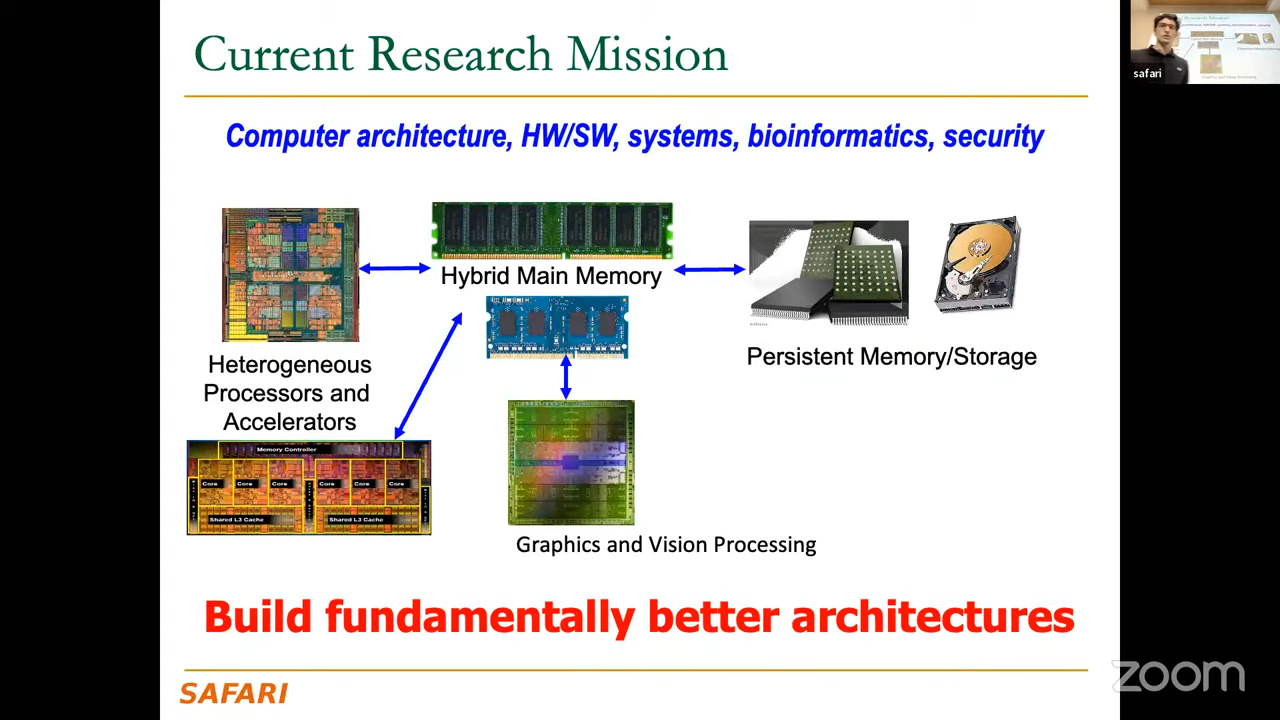 Current Research Mission
Computer architecture, HW/SW, systems, bioinformatics, security
Hybrid Main Memory
Heterogeneous
Processors and
Accelerators
Persistent Memory/Storage
Memory Controller
Core
Core
Core
Core
Core
Core
Shared L3 Cache
Shared L3 Cache
Graphics and Vision Processing
Build fundamentally better architectures
SAFARI
safari
zoom